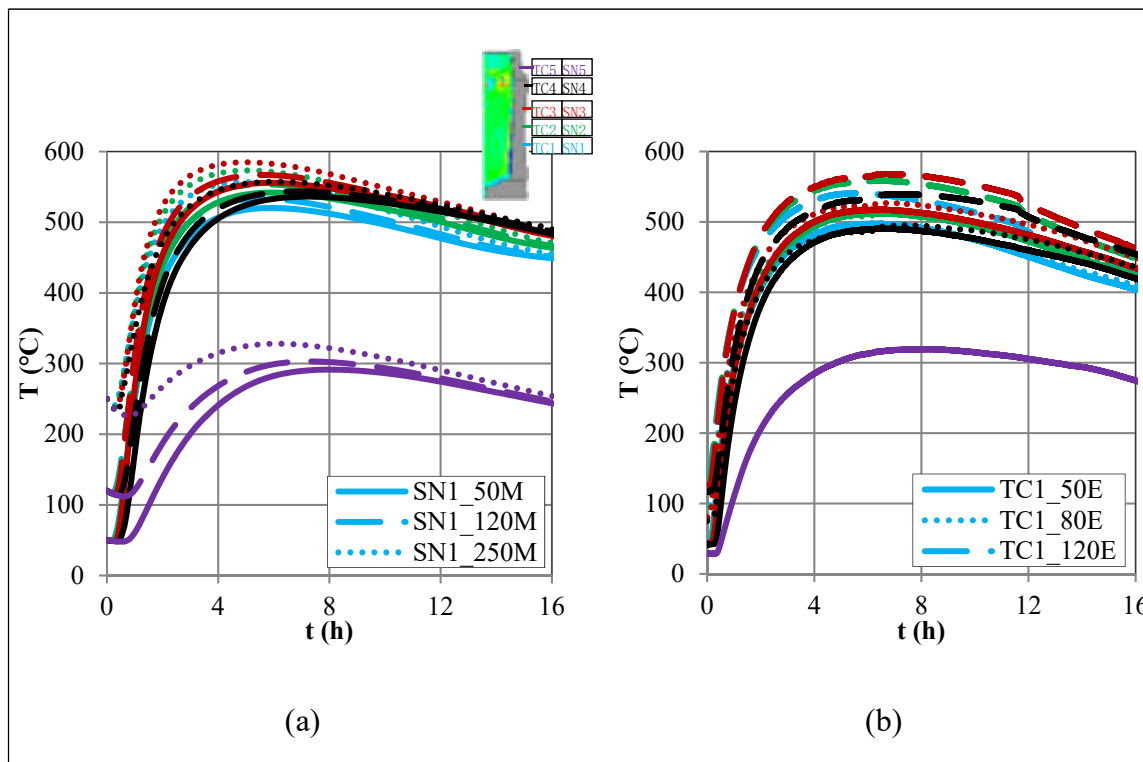 TC5 SN5
TC4 SN4
TC3 SN3
TC2 SN2
TC1 SN1
600
500
400
300
200
100
0
T (°C)
0 4 8 12 16
t (h)
SN1_50M
SN1_120M
SN1_250M
(a)
600
500
400
300
200
100
0
T (°C)
0 4 8 12 16
t (h)
TC1_50E
TC1_80E
TC1_120E
(b)